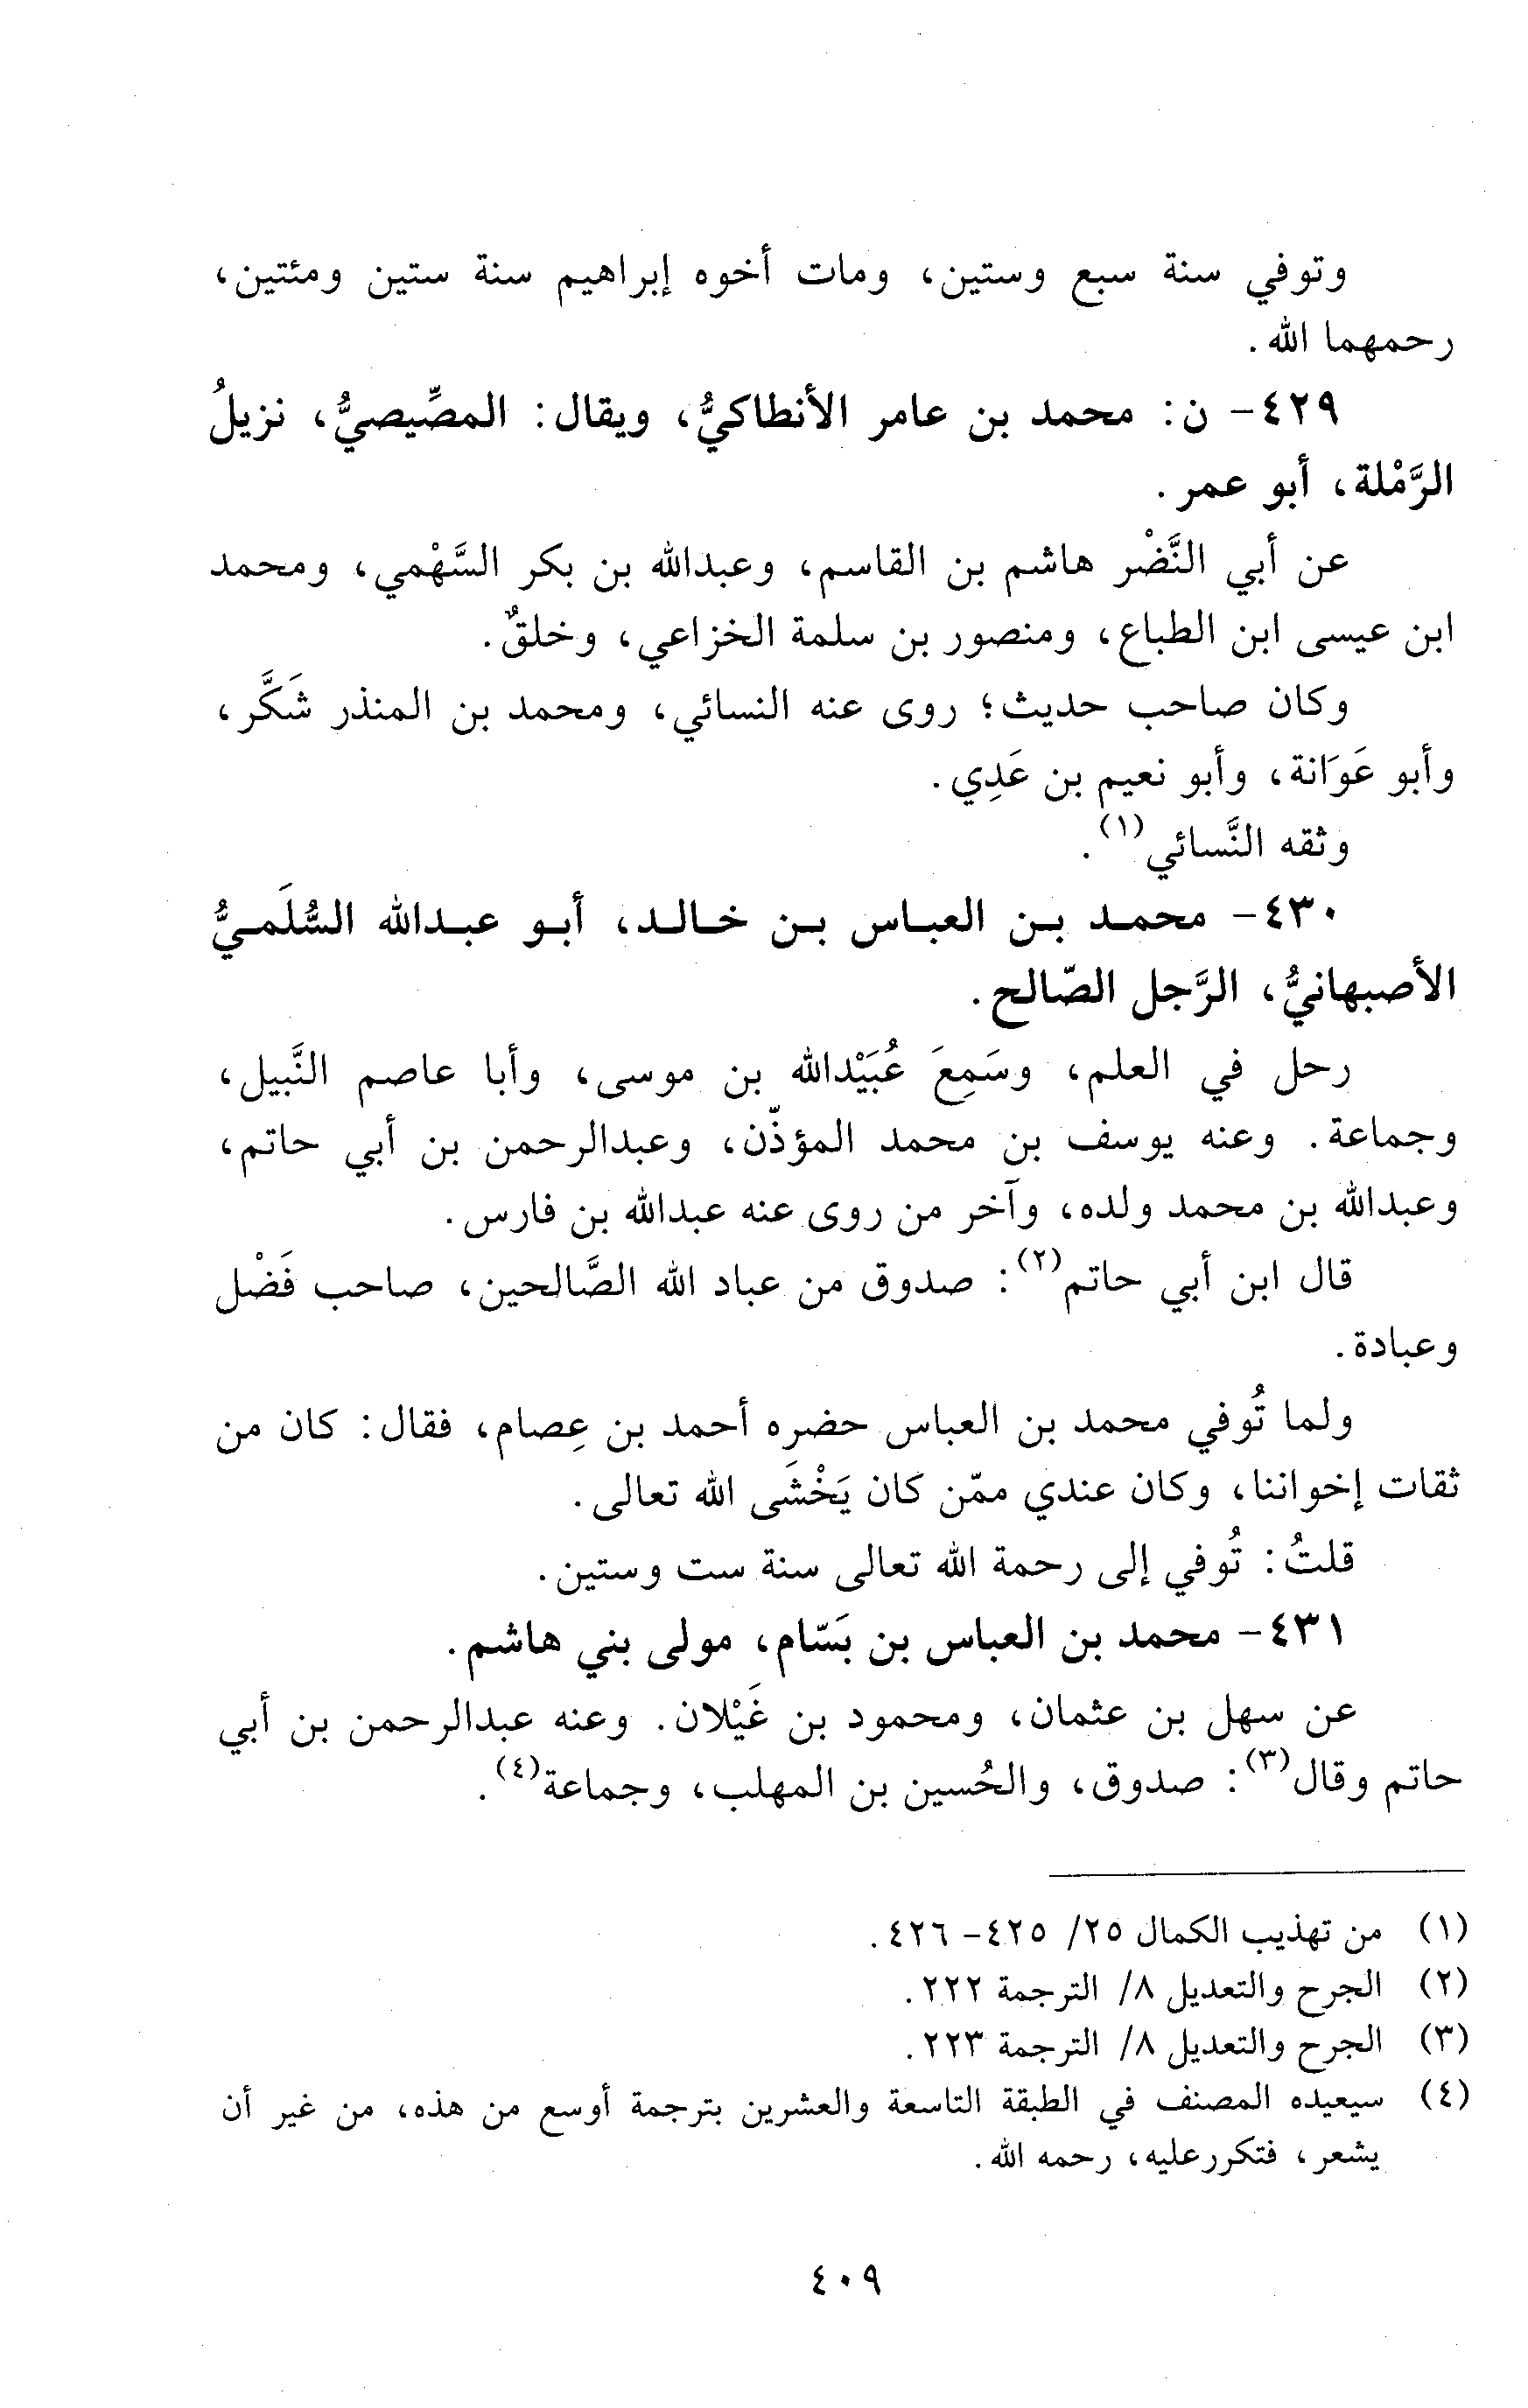 وتوفي سنة سبع وستين، ومات أخوه إبراهيم سنة ستين ومئتين،
رحمهما الله.
٤٢٩- ن: محمد بن عامر الأنطاكيُّ، ويقال: المصِّيصيُّ، نزيلُ
الرَّمْلة، أبو عمر.
عن أبي النَّضْر هاشم بن القاسم، وعبدالله بن بكر السَّهْمي، ومحمد
ابن عيسى ابن الطباع، ومنصور بن سلمة الخزاعي، وخلقٌ.
وكان صاحب حديث؛ روى عنه النسائي، ومحمد بن المنذر شَكَّر،
وأبو عَوَانة، وأبو نعيم بن عَدِي.
وثقه النَّسائي(١).
٤٣٠- محمد بن العباس بن خالد، أبو عبدالله السُّلَميُّ
الأصبهانيُّ، الرَّجل الصّالح.
رحل في العلم، وسَمِعَ عُبَيْدالله بن موسى، وأبا عاصم النَّبيل،
وجماعة. وعنه يوسف بن محمد المؤذّن، وعبدالرحمن بن أبي حاتم،
وعبدالله بن محمد ولده، وآخر من روى عنه عبدالله بن فارس.
قال ابن أبي حاتم(٢): صدوق من عباد الله الصَّالحين، صاحب فَضْل
وعبادة.
ولما تُوفي محمد بن العباس حضره أحمد بن عِصام، فقال: كان من
ثقات إخواننا، وكان عندي ممّن كان يَخْشَى الله تعالى.
قلتُ: تُوفي إلى رحمة الله تعالى سنة ست وستين.
٤٣١- محمد بن العباس بن بَسّام، مولى بني هاشم.
عن سهل بن عثمان، ومحمود بن غَيْلان. وعنه عبدالرحمن بن أبي
حاتم وقال(٣): صدوق، والحُسين بن المهلب، وجماعة(٤).
(١) من تهذيب الكمال ٢٥/ ٤٢٥- ٤٢٦.
(٢) الجرح والتعديل ٨/ الترجمة ٢٢٢.
(٣) الجرح والتعديل ٨/ الترجمة ٢٢٣.
(٤) سيعيده المصنف في الطبقة التاسعة والعشرين بترجمة أوسع من هذه، من غير أن
يشعر، فتكررعليه، رحمه الله.
٤٠٩